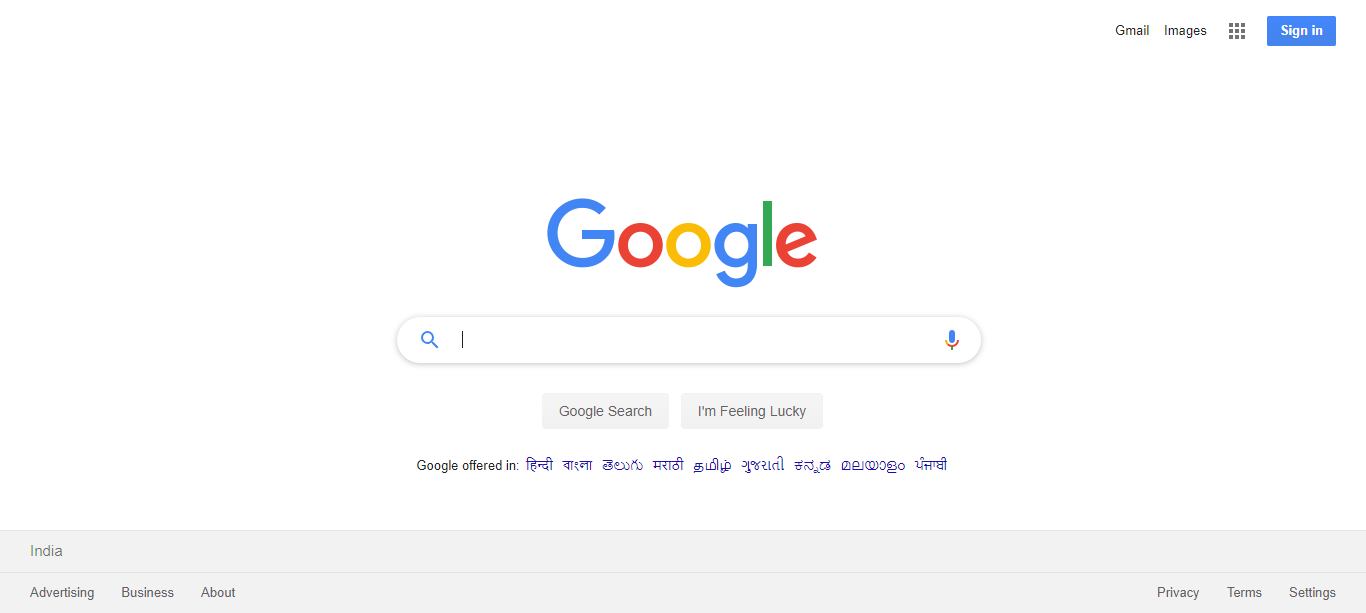 Gmail Images Sign in
Google
Google Search I'm Feeling Lucky
Google offered in: हिन्दी বাংলা తెలుగు मराठी தமிழ் ગુજરાતી ಕನ್ನಡ മലയാളം ਪੰਜਾਬੀ
India
Advertising Business About Privacy Terms Settings